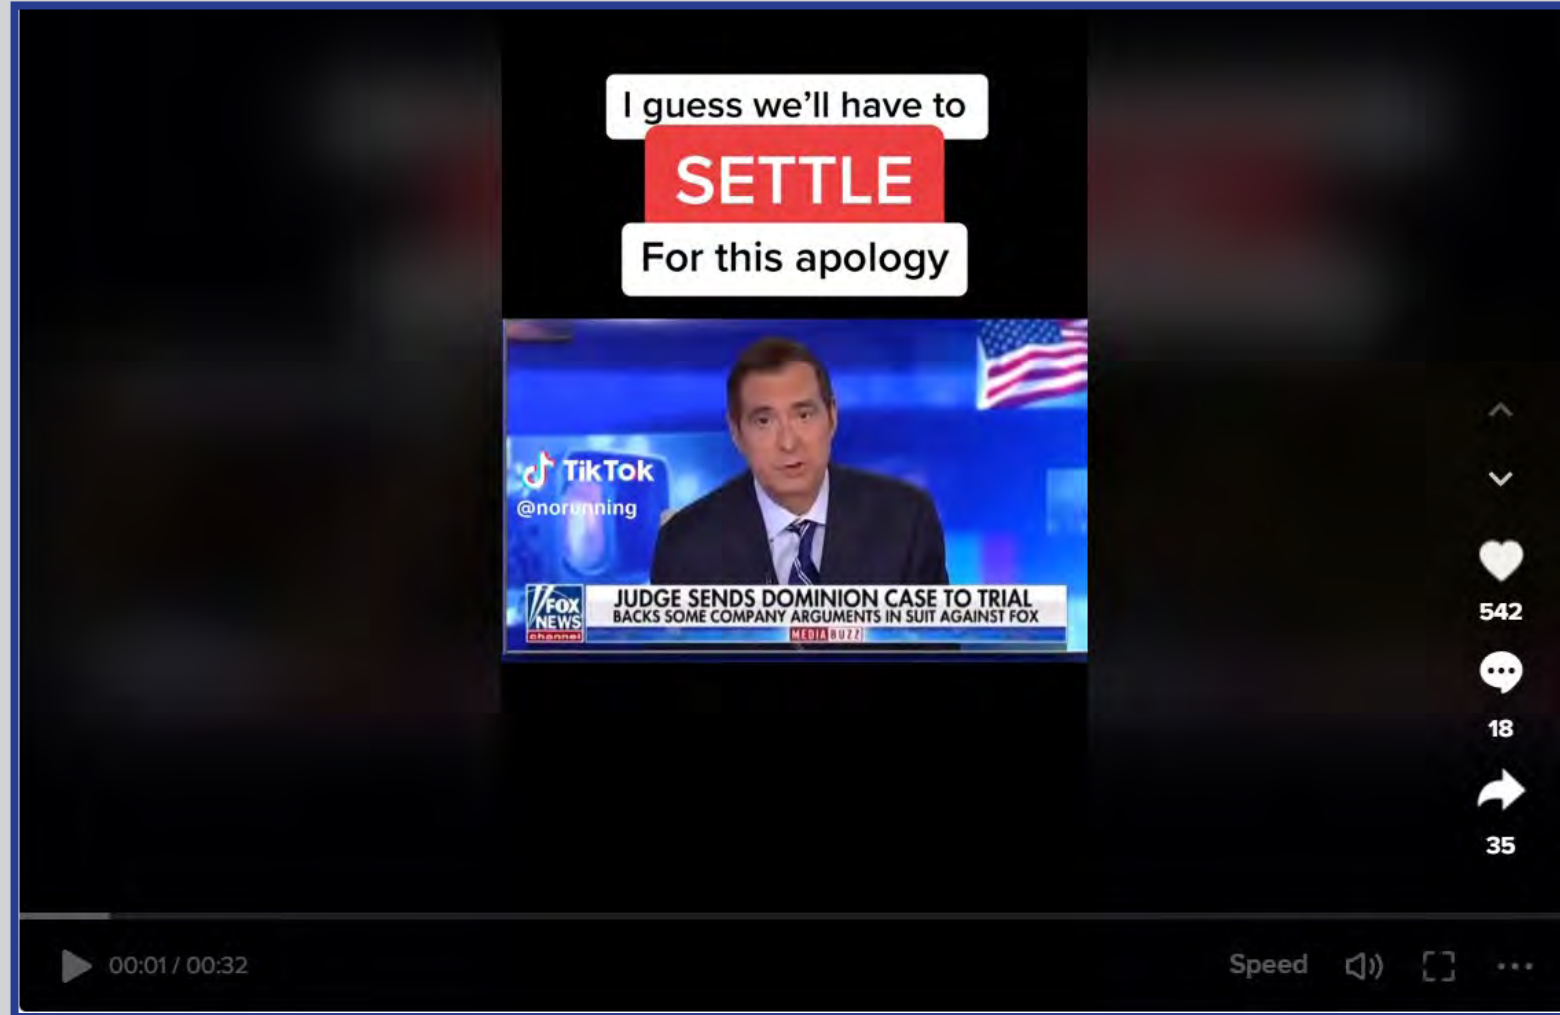 I guess we'll have to
SETTLE
For this apology
TikTok
@norunning
FOX
NEWS
channel
JUDGE SENDS DOMINION CASE TO TRIAL
BACKS SOME COMPANY ARGUMENTS IN SUIT AGAINST FOX
MEDIA BUZZ
542
18
35
00:01 / 00:32
Speed